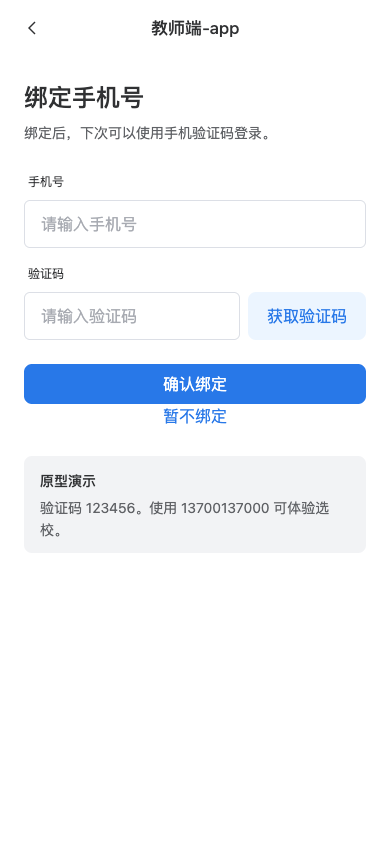 教师端-app
绑定手机号
绑定后，下次可以使用手机验证码登录。
手机号
请输入手机号
验证码
请输入验证码
获取验证码
确认绑定
暂不绑定
原型演示
验证码 123456。使用 13700137000 可体验选
校。